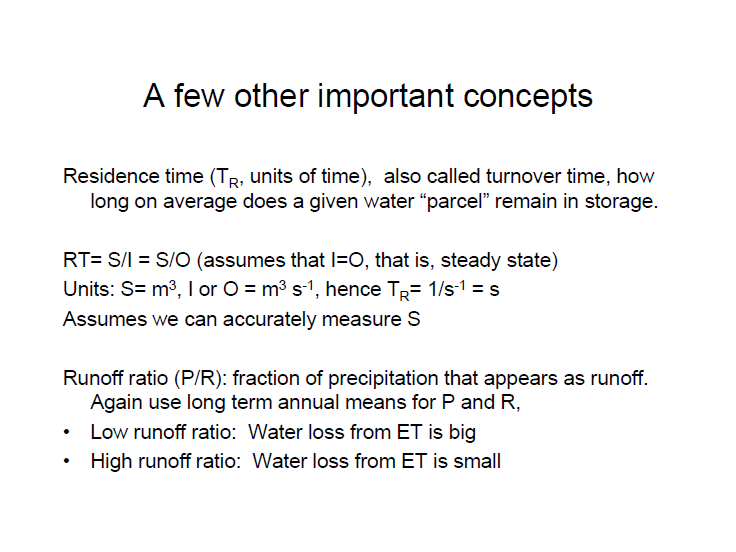 A few other important concepts
Residence time (T_R, units of time),  also called turnover time, how
long on average does a given water “parcel” remain in storage.
RT= S/I = S/O (assumes that I=O, that is, steady state)
Units: S= m³, I or O = m³ s⁻¹, hence T_R= 1/s⁻¹ = s
Assumes we can accurately measure S
Runoff ratio (P/R): fraction of precipitation that appears as runoff.
Again use long term annual means for P and R,
• Low runoff ratio:  Water loss from ET is big
• High runoff ratio:  Water loss from ET is small